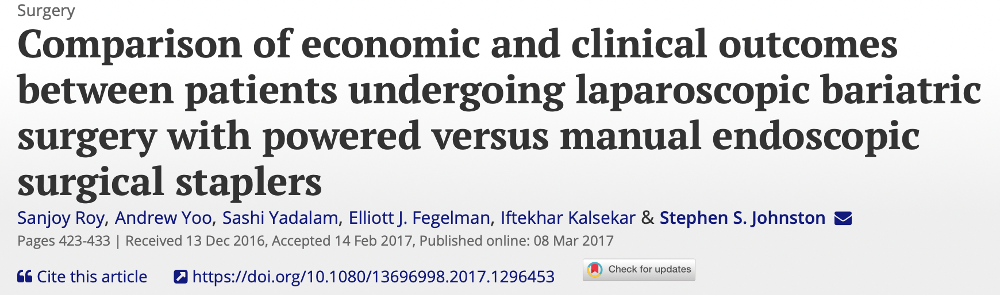 Surgery
Comparison of economic and clinical outcomes
between patients undergoing laparoscopic bariatric
surgery with powered versus manual endoscopic
surgical staplers
Sanjoy Roy, Andrew Yoo, Sashi Yadalam, Elliott J. Fegelman, Iftekhar Kalsekar & Stephen S. Johnston
Pages 423-433 | Received 13 Dec 2016, Accepted 14 Feb 2017, Published online: 08 Mar 2017
Cite this article https://doi.org/10.1080/13696998.2017.1296453 Check for updates